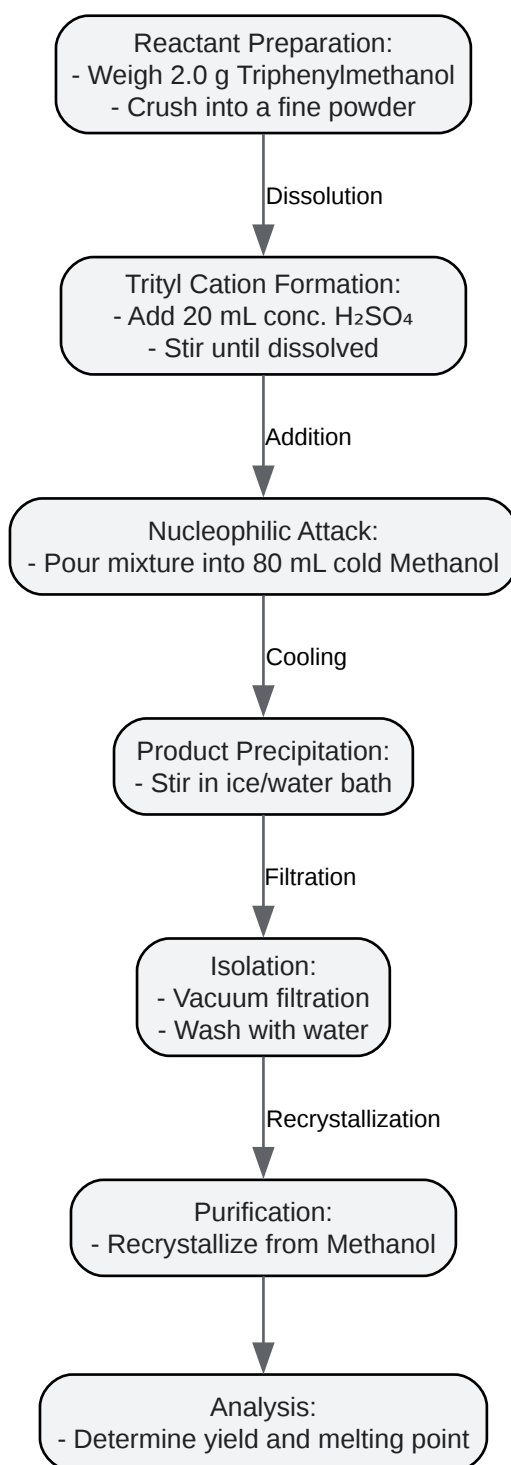 Reactant Preparation:
- Weigh 2.0 g Triphenylmethanol
- Crush into a fine powder
Dissolution
Trityl Cation Formation:
- Add 20 mL conc. H₂SO₄
- Stir until dissolved
Addition
Nucleophilic Attack:
- Pour mixture into 80 mL cold Methanol
Cooling
Product Precipitation:
- Stir in ice/water bath
Filtration
Isolation:
- Vacuum filtration
- Wash with water
Recrystallization
Purification:
- Recrystallize from Methanol
Analysis:
- Determine yield and melting point